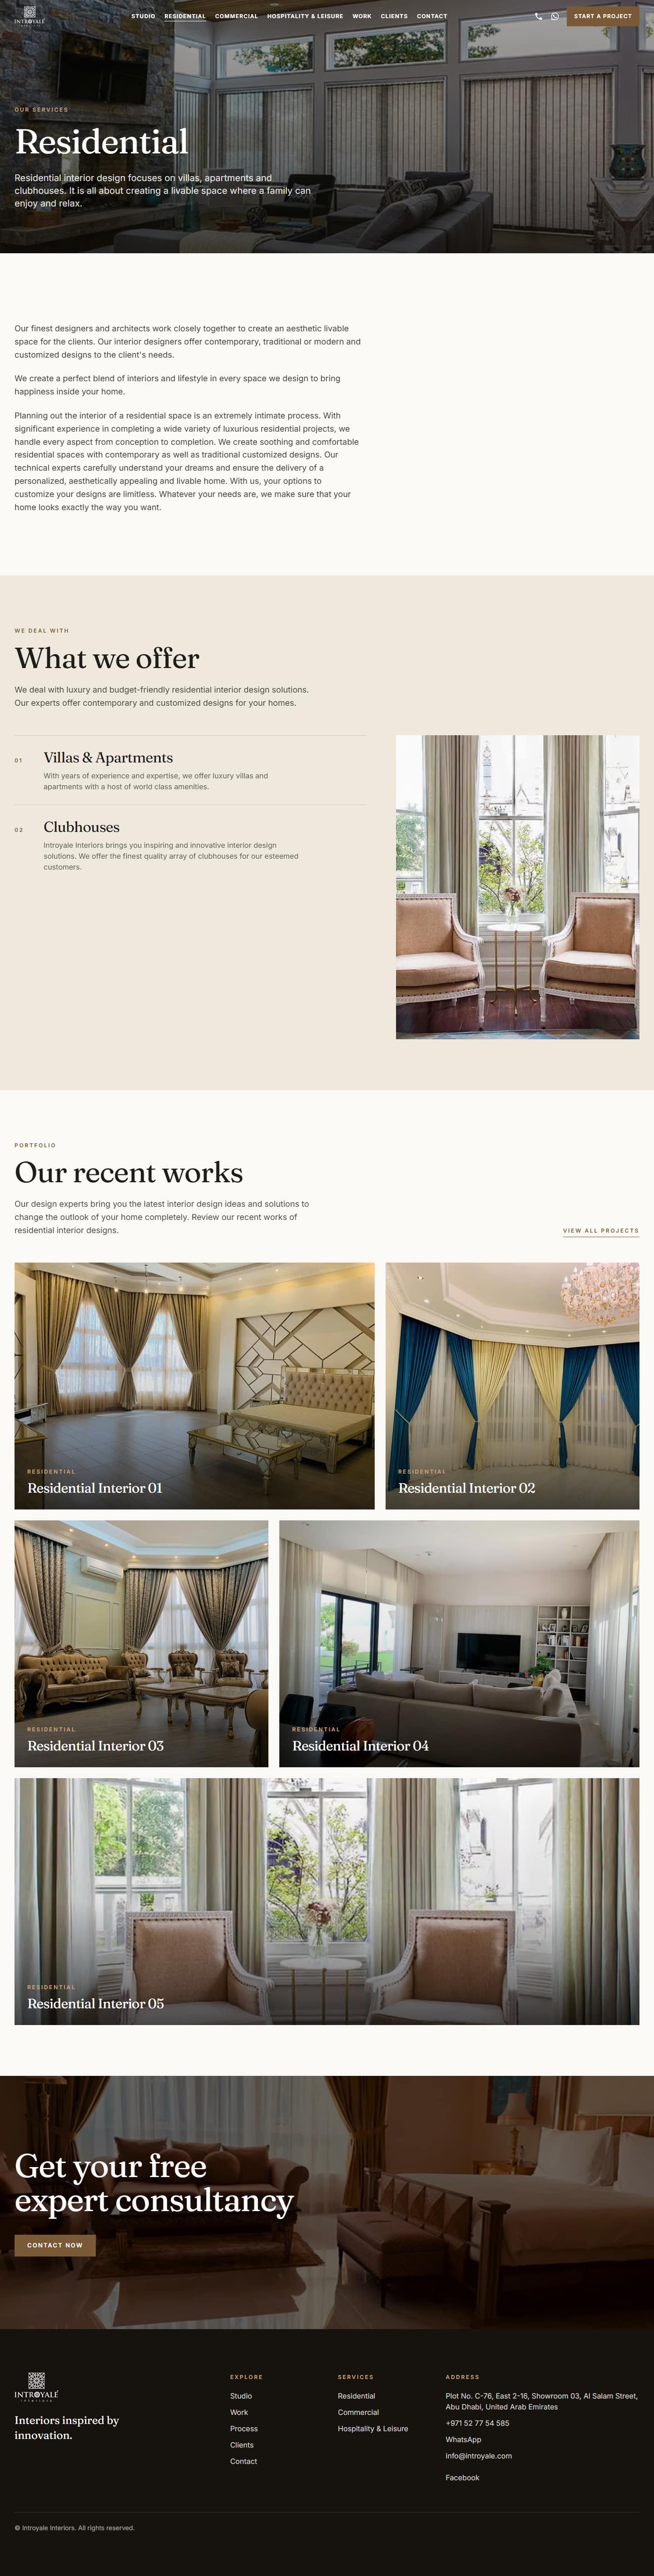 INTROYALE
STUDIO RESIDENTIAL COMMERCIAL HOSPITALITY & LEISURE WORK CLIENTS CONTACT START A PROJECT
OUR SERVICES
Residential
Residential interior design focuses on villas, apartments and
clubhouses. It is all about creating a livable space where a family can
enjoy and relax.
Our finest designers and architects work closely together to create an aesthetic livable
space for the clients. Our interior designers offer contemporary, traditional or modern and
customized designs to the client's needs.
We create a perfect blend of interiors and lifestyle in every space we design to bring
happiness inside your home.
Planning out the interior of a residential space is an extremely intimate process. With
significant experience in completing a wide variety of luxurious residential projects, we
handle every aspect from conception to completion. We create soothing and comfortable
residential spaces with contemporary as well as traditional customized designs. Our
technical experts carefully understand your dreams and ensure the delivery of a
personalized, aesthetically appealing and livable home. With us, your options to
customize your designs are limitless. Whatever your needs are, we make sure that your
home looks exactly the way you want.
WE DEAL WITH
What we offer
We deal with luxury and budget-friendly residential interior design solutions.
Our experts offer contemporary and customized designs for your homes.
01 Villas & Apartments
With years of experience and expertise, we offer luxury villas and
apartments with a host of world class amenities.
02 Clubhouses
Introyale Interiors brings you inspiring and innovative interior design
solutions. We offer the finest quality array of clubhouses for our esteemed
customers.
PORTFOLIO
Our recent works
Our design experts bring you the latest interior design ideas and solutions to
change the outlook of your home completely. Review our recent works of
residential interior designs.
VIEW ALL PROJECTS
RESIDENTIAL
Residential Interior 01
RESIDENTIAL
Residential Interior 02
RESIDENTIAL
Residential Interior 03
RESIDENTIAL
Residential Interior 04
RESIDENTIAL
Residential Interior 05
Get your free
expert consultancy
CONTACT NOW
INTROYALE
interiors
Interiors inspired by
innovation.
EXPLORE
Studio
Work
Process
Clients
Contact
SERVICES
Residential
Commercial
Hospitality & Leisure
ADDRESS
Plot No. C-76, East 2-16, Showroom 03, Al Salam Street,
Abu Dhabi, United Arab Emirates
+971 52 77 54 585
WhatsApp
info@introyale.com
Facebook
© Introyale Interiors. All rights reserved.